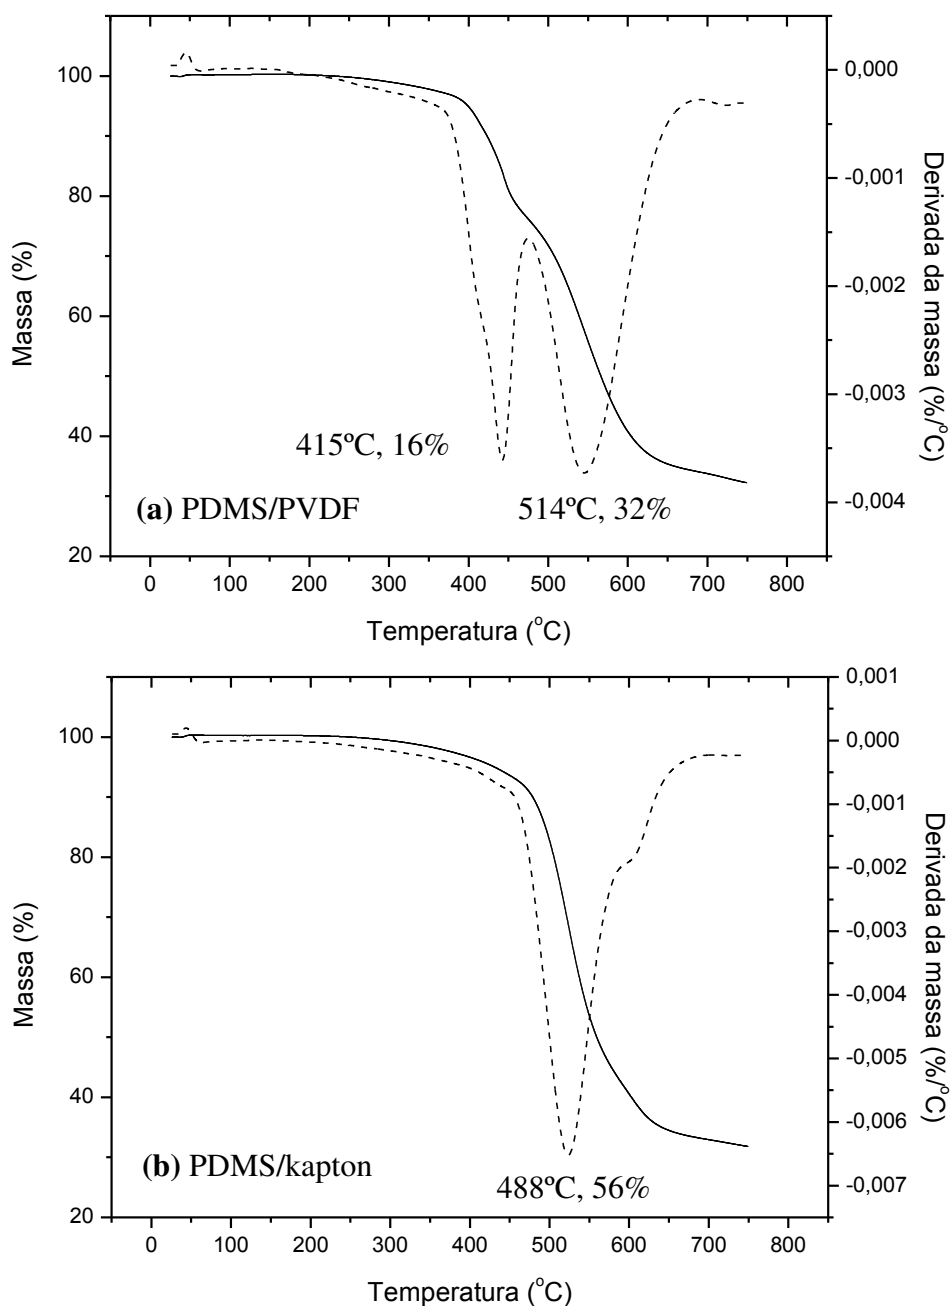 100
80
60
40
20
Massa (%)
0,000
-0,001
-0,002
-0,003
-0,004
Derivada da massa (%/°C)
415ºC, 16%
(a) PDMS/PVDF
514ºC, 32%
0 100 200 300 400 500 600 700 800
Temperatura (°C)
100
80
60
40
20
Massa (%)
0,001
0,000
-0,001
-0,002
-0,003
-0,004
-0,005
-0,006
-0,007
Derivada da massa (%/°C)
(b) PDMS/kapton
488ºC, 56%
0 100 200 300 400 500 600 700 800
Temperatura (°C)